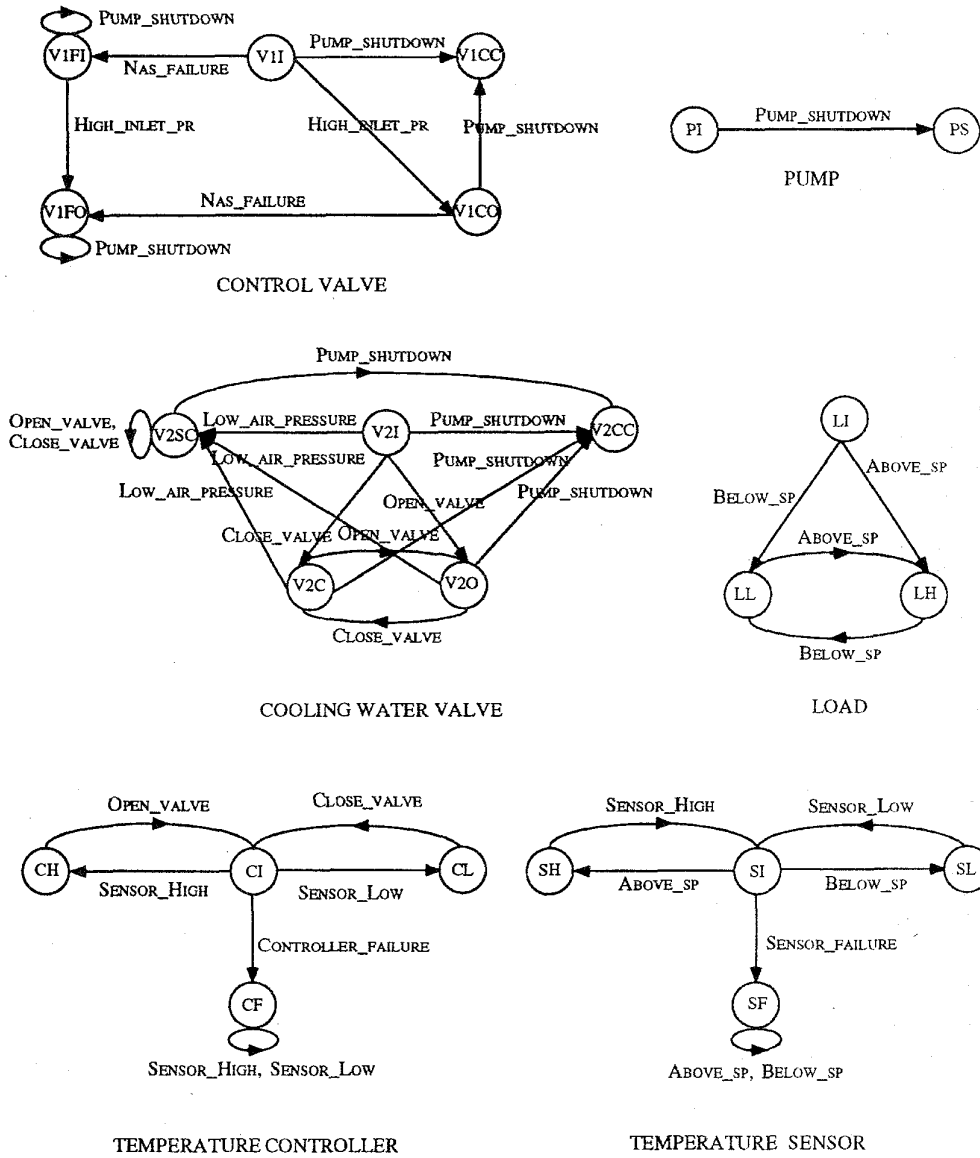 PUMP_SHUTDOWN
V1FI
V1I
PUMP_SHUTDOWN
V1CC
NAS_FAILURE
HIGH_INLET_PR
HIGH_INLET_PR
PUMP_SHUTDOWN
V1FO
NAS_FAILURE
V1CO
PUMP_SHUTDOWN
CONTROL VALVE
PI
PUMP_SHUTDOWN
PS
PUMP
PUMP_SHUTDOWN
OPEN_VALVE,
CLOSE_VALVE
V2SC
LOW_AIR_PRESSURE
V2I
PUMP_SHUTDOWN
V2CC
LOW_AIR_PRESSURE
PUMP_SHUTDOWN
LOW_AIR_PRESSURE
OPEN_VALVE
PUMP_SHUTDOWN
CLOSE_VALVE
OPEN_VALVE
V2C
V2O
CLOSE_VALVE
COOLING WATER VALVE
LI
BELOW_SP
ABOVE_SP
ABOVE_SP
LL
LH
BELOW_SP
LOAD
OPEN_VALVE
CLOSE_VALVE
CH
CI
CL
SENSOR_HIGH
SENSOR_LOW
CONTROLLER_FAILURE
CF
SENSOR_HIGH, SENSOR_LOW
TEMPERATURE CONTROLLER
SENSOR_HIGH
SENSOR_LOW
SH
SI
SL
ABOVE_SP
BELOW_SP
SENSOR_FAILURE
SF
ABOVE_SP, BELOW_SP
TEMPERATURE SENSOR